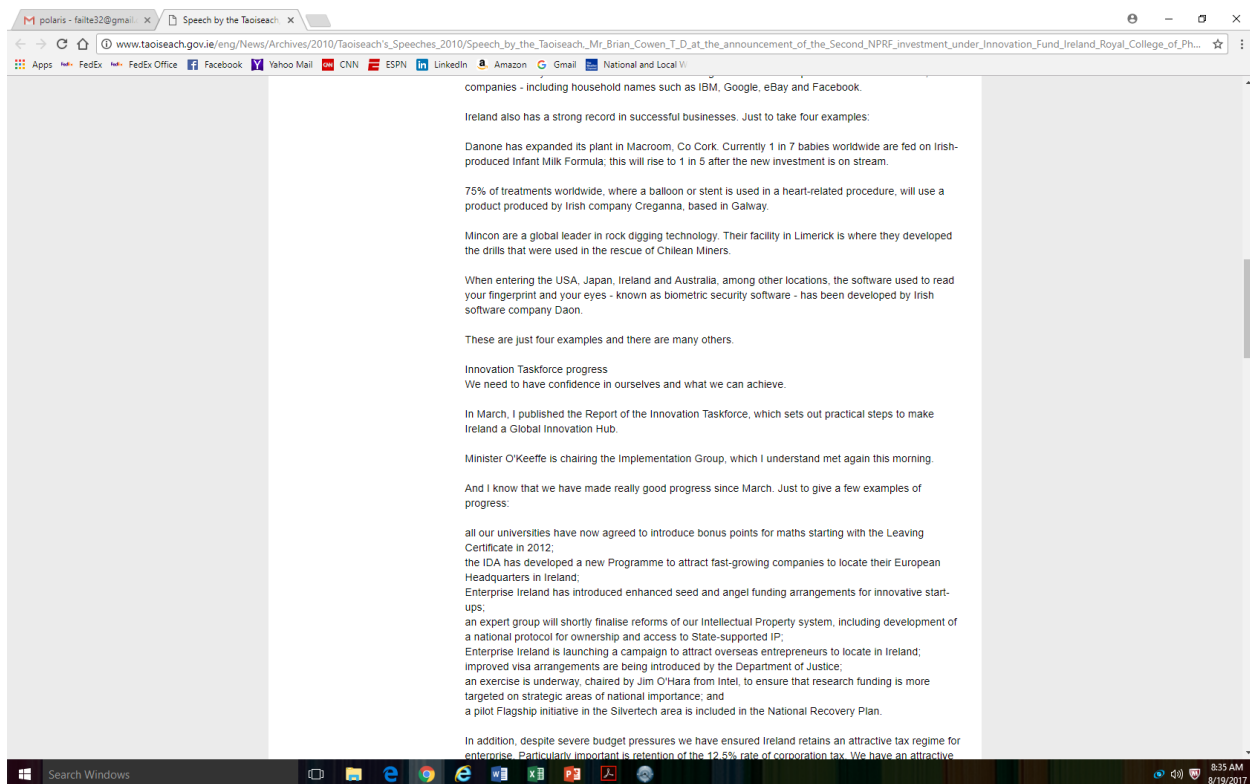 M polaris - failte32@gmail
Speech by the Taoiseach
www.taoiseach.gov.ie/eng/News/Archives/2010/Taoiseach's_Speeches_2010/Speech_by_the_Taoiseach,_Mr_Brian_Cowen_T_D_at_the_announcement_of_the_Second_NPRF_investment_under_Innovation_Fund_Ireland_Royal_College_of_Ph...
Apps FedEx FedEx Office Facebook Yahoo Mail CNN ESPN LinkedIn Amazon Gmail National and Local W
companies - including household names such as IBM, Google, eBay and Facebook.
Ireland also has a strong record in successful businesses. Just to take four examples:
Danone has expanded its plant in Macroom, Co Cork. Currently 1 in 7 babies worldwide are fed on Irish-
produced Infant Milk Formula; this will rise to 1 in 5 after the new investment is on stream.
75% of treatments worldwide, where a balloon or stent is used in a heart-related procedure, will use a
product produced by Irish company Creganna, based in Galway.
Mincon are a global leader in rock digging technology. Their facility in Limerick is where they developed
the drills that were used in the rescue of Chilean Miners.
When entering the USA, Japan, Ireland and Australia, among other locations, the software used to read
your fingerprint and your eyes - known as biometric security software - has been developed by Irish
software company Daon.
These are just four examples and there are many others.
Innovation Taskforce progress
We need to have confidence in ourselves and what we can achieve.
In March, I published the Report of the Innovation Taskforce, which sets out practical steps to make
Ireland a Global Innovation Hub.
Minister O'Keeffe is chairing the Implementation Group, which I understand met again this morning.
And I know that we have made really good progress since March. Just to give a few examples of
progress:
all our universities have now agreed to introduce bonus points for maths starting with the Leaving
Certificate in 2012;
the IDA has developed a new Programme to attract fast-growing companies to locate their European
Headquarters in Ireland;
Enterprise Ireland has introduced enhanced seed and angel funding arrangements for innovative start-
ups;
an expert group will shortly finalise reforms of our Intellectual Property system, including development of
a national protocol for ownership and access to State-supported IP;
Enterprise Ireland is launching a campaign to attract overseas entrepreneurs to locate in Ireland;
improved visa arrangements are being introduced by the Department of Justice;
an exercise is underway, chaired by Jim O'Hara from Intel, to ensure that research funding is more
targeted on strategic areas of national importance; and
a pilot Flagship initiative in the Silvertech area is included in the National Recovery Plan.
In addition, despite severe budget pressures we have ensured Ireland retains an attractive tax regime for
enterprise. Particularly important is retention of the 12.5% rate of corporation tax. We have an attractive
Search Windows
8:35 AM
8/19/2017